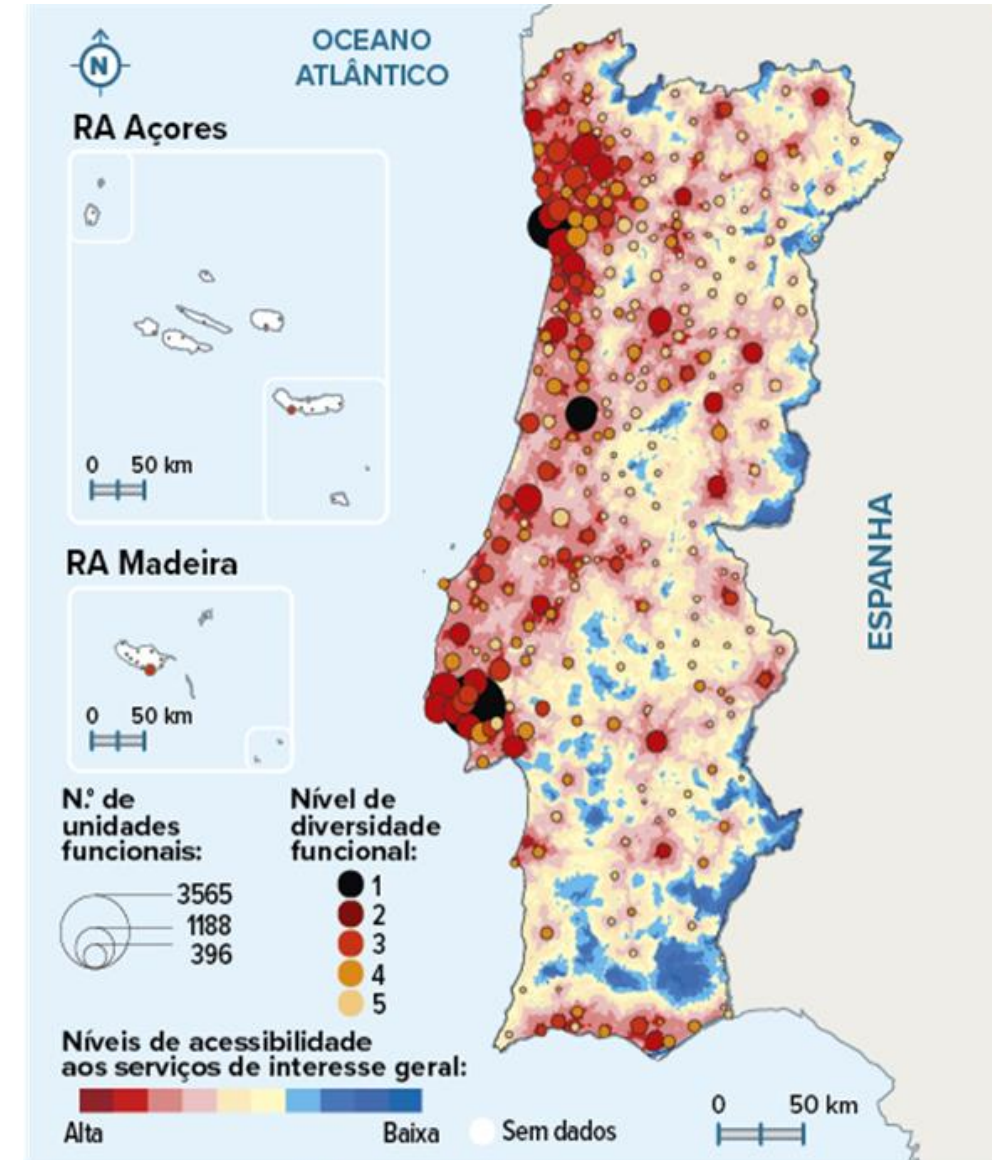 OCEANO
ATLÂNTICO
N
RA Açores
0 50 km
RA Madeira
0 50 km
ESPANHA
N.º de
unidades
funcionais:
3565
1188
396
Nível de
diversidade
funcional:
1
2
3
4
5
Níveis de acessibilidade
aos serviços de interesse geral:
Alta
Baixa
Sem dados
0 50 km